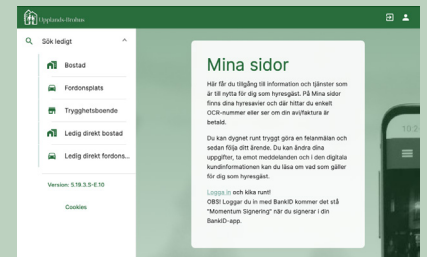 Upplands-Brohus
Sök ledigt
Bostad
Fordonsplats
Trygghetsboende
Ledig direkt bostad
Ledig direkt fordons...
Version: 5.19.3.5-E.10
Cookies
Mina sidor
Här får du tillgång till information och tjänster som
är till nytta för dig som hyresgäst. På Mina sidor
finns dina hyresavier och där hittar du enkelt
OCR-nummer eller ser om din avi/faktura är
betald.
Du kan dygnet runt tryggt göra en felanmälan och
sedan följa ditt ärende. Du kan ändra dina
uppgifter, ta emot meddelanden och i den digitala
kundinformationen kan du läsa om vad som gäller
för dig som hyresgäst.
Logga in och kika runt!
OBS! Loggar du in med BankID kommer det stå
"Momentum Signering" när du signerar i din
BankID-app.